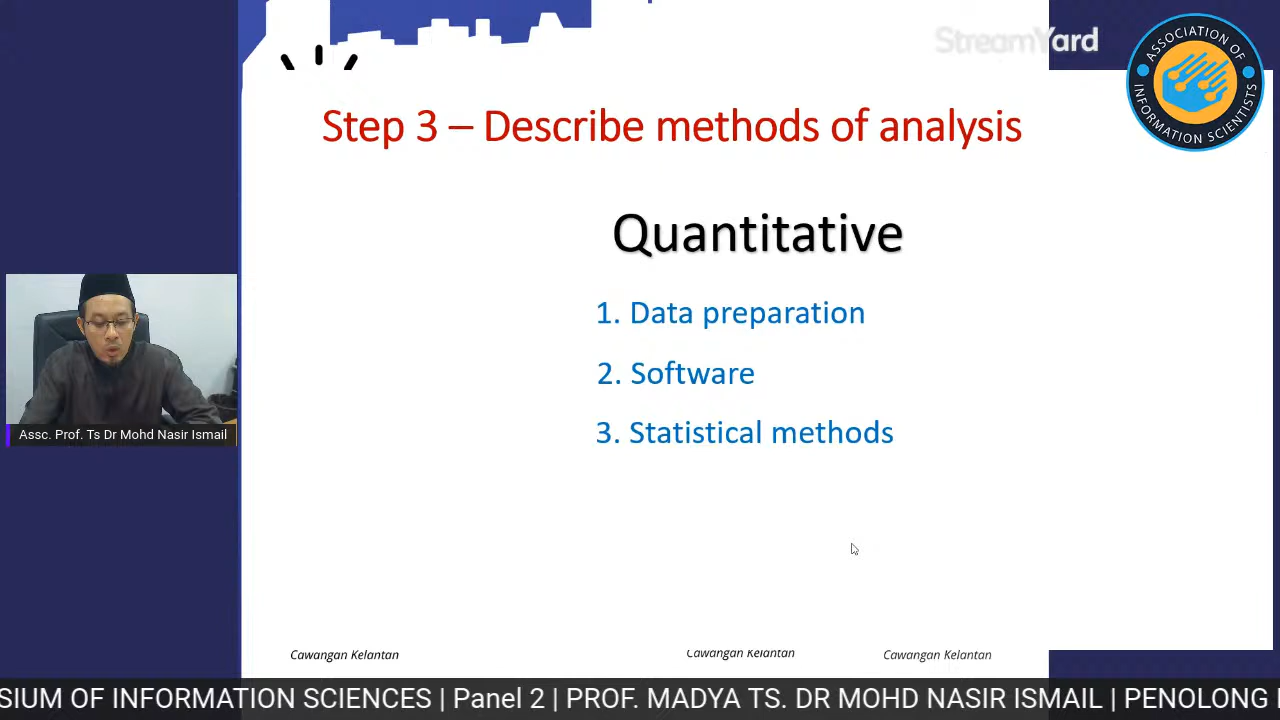 StreamYard
ASSOCIATION OF
INFORMATION SCIENTISTS
Step 3 – Describe methods of analysis
Quantitative
1. Data preparation
2. Software
3. Statistical methods
Assc. Prof. Ts Dr Mohd Nasir Ismail
Cawangan Kelantan
Cawangan Kelantan
Cawangan Kelantan
SIUM OF INFORMATION SCIENCES | Panel 2 | PROF. MADYA TS. DR MOHD NASIR ISMAIL | PENOLONG